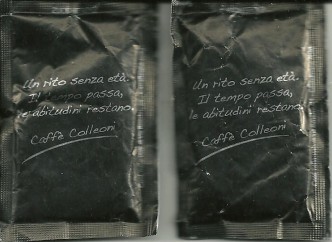 Un rito senza età.
Il tempo passa,
le abitudini restano.
Caffè Colleoni
Un rito senza età.
Il tempo passa,
le abitudini restano.
Caffè Colleoni